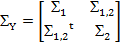 Σ_Y = [ Σ_1  Σ_{1,2}
Σ_{1,2}^t  Σ_2 ]